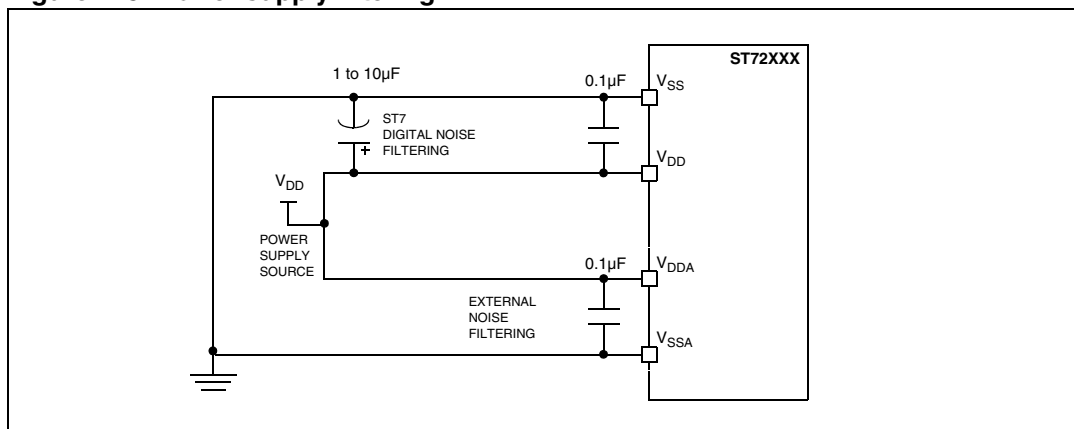 ST72XXX
1 to 10µF
0.1µF
VSS
ST7
DIGITAL NOISE
FILTERING
+
VDD
VDD
POWER
SUPPLY
SOURCE
0.1µF
VDDA
EXTERNAL
NOISE
FILTERING
VSSA